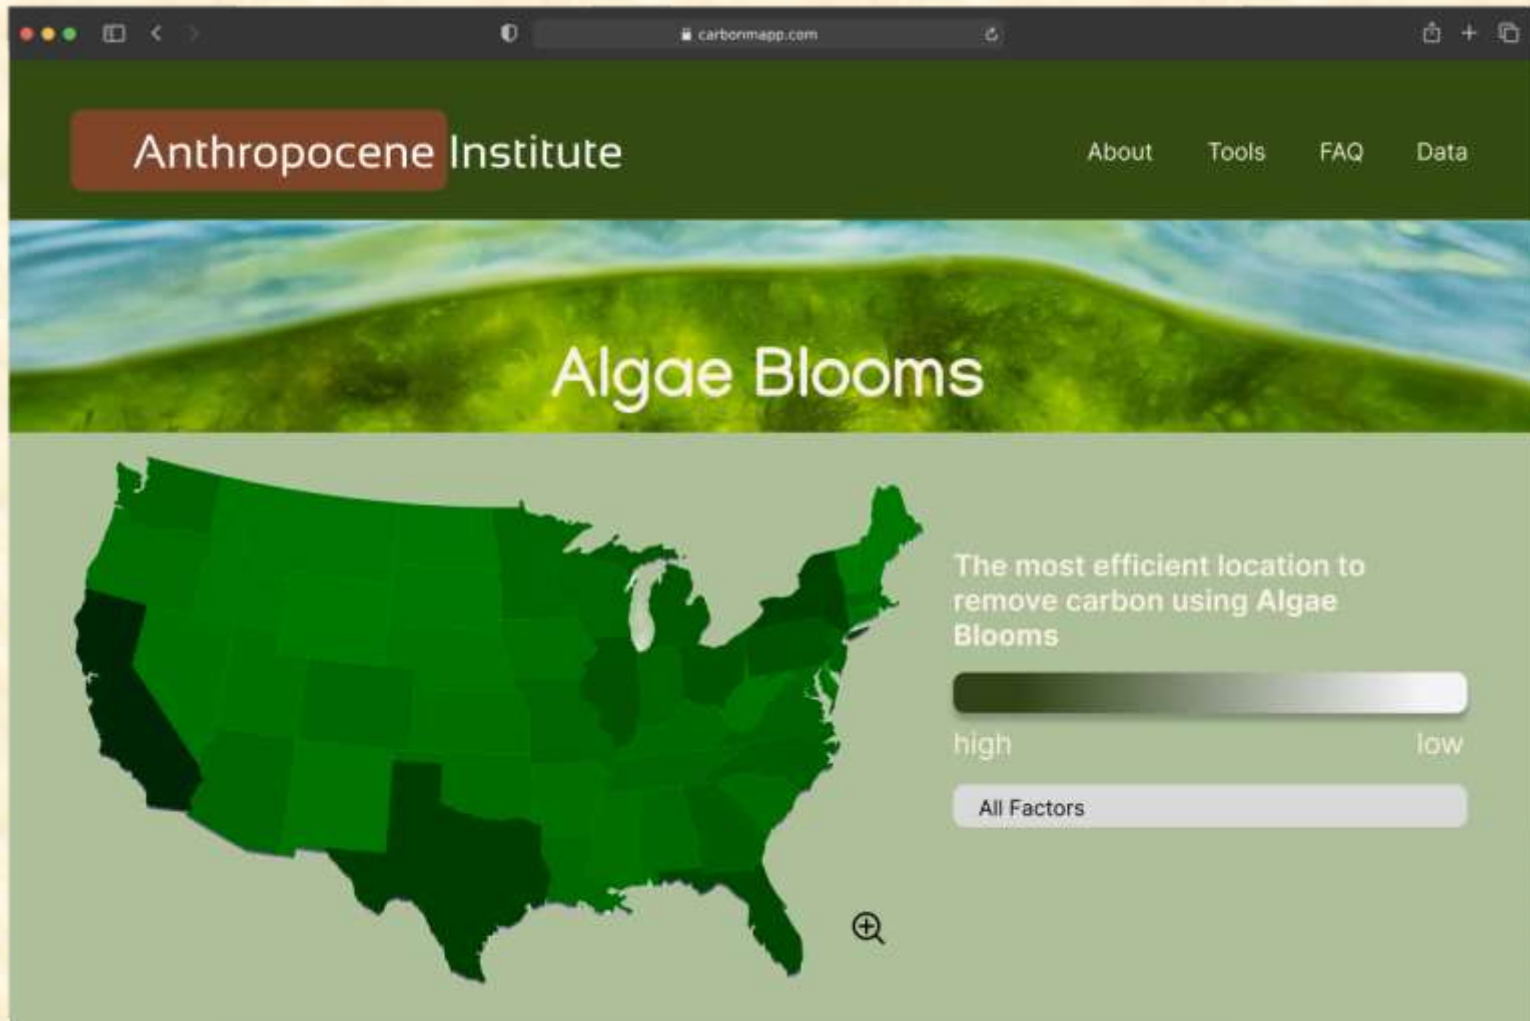 carbonmapp.com
Anthropocene Institute
About Tools FAQ Data
Algae Blooms
The most efficient location to
remove carbon using Algae
Blooms
high low
All Factors